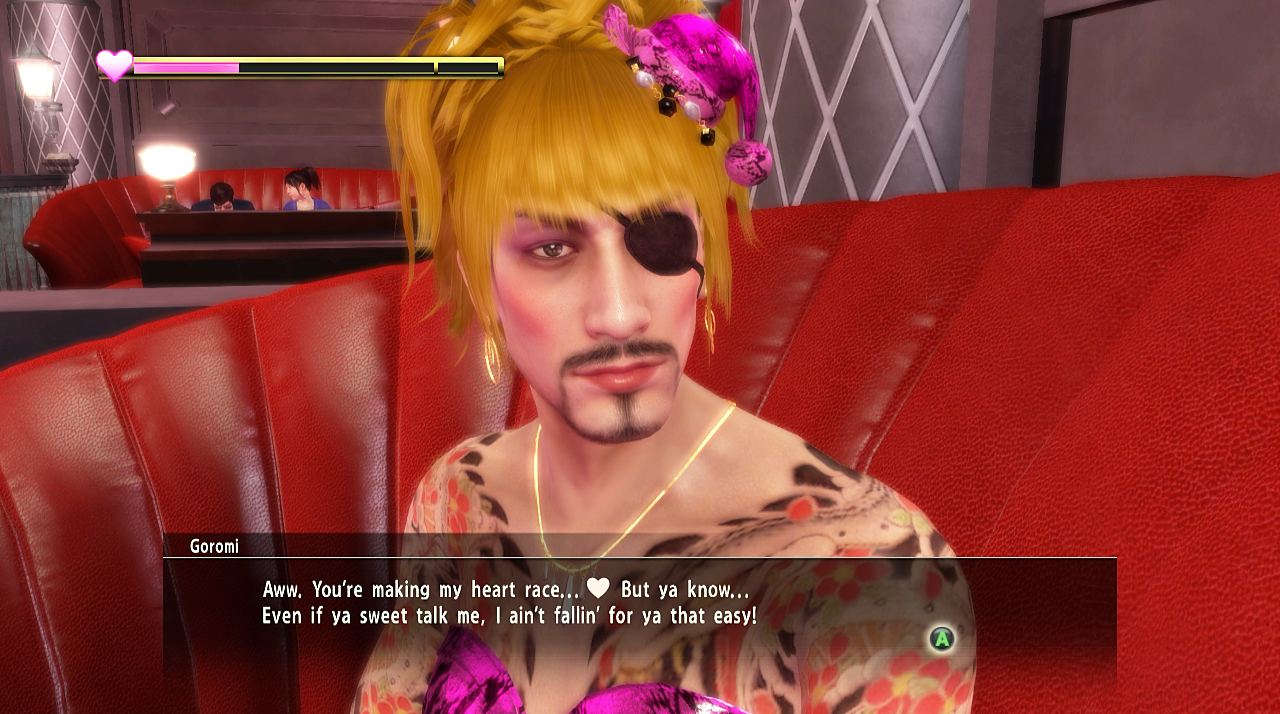 Goromi
Aww. You're making my heart race... ♥ But ya know...
Even if ya sweet talk me, I ain't fallin' for ya that easy!
A